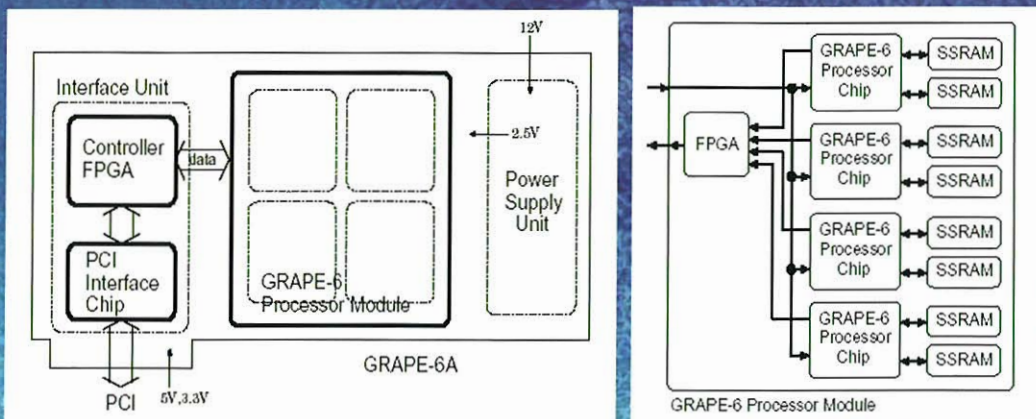 12V
Interface Unit
Controller
FPGA
data
2.5V
Power
Supply
Unit
PCI
Interface
Chip
GRAPE-6
Processor Module
GRAPE-6A
PCI
5V,3.3V
GRAPE-6
Processor
Chip
SSRAM
SSRAM
FPGA
GRAPE-6
Processor
Chip
SSRAM
SSRAM
GRAPE-6
Processor
Chip
SSRAM
SSRAM
GRAPE-6
Processor
Chip
SSRAM
SSRAM
GRAPE-6 Processor Module